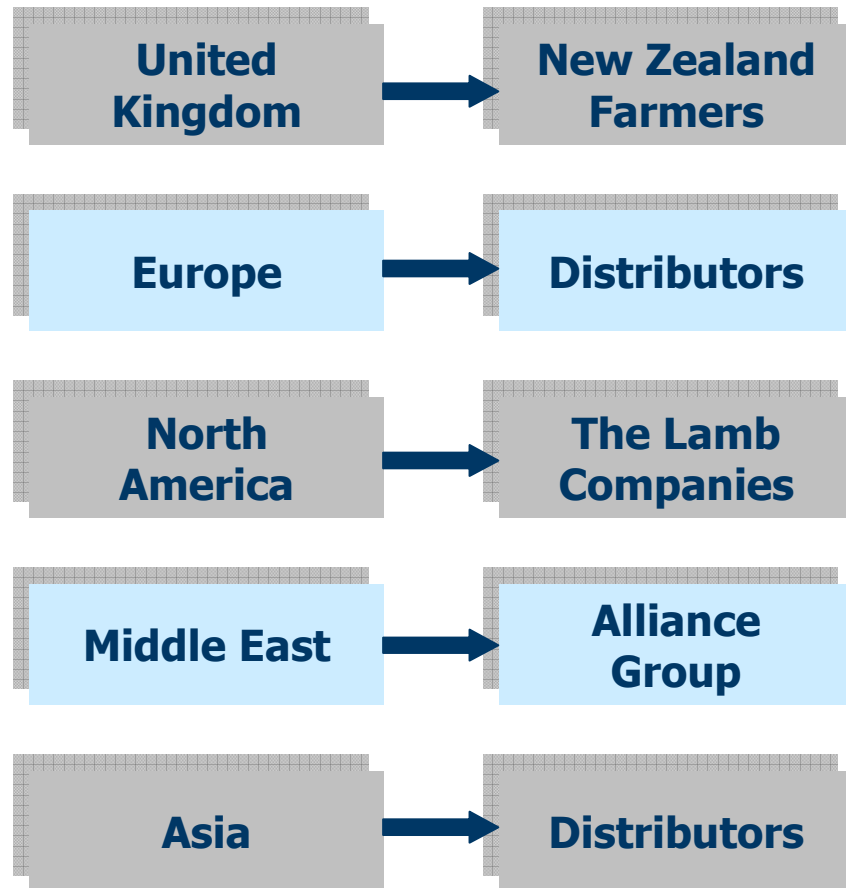 United
Kingdom
New Zealand
Farmers
Europe
Distributors
North
America
The Lamb
Companies
Middle East
Alliance
Group
Asia
Distributors